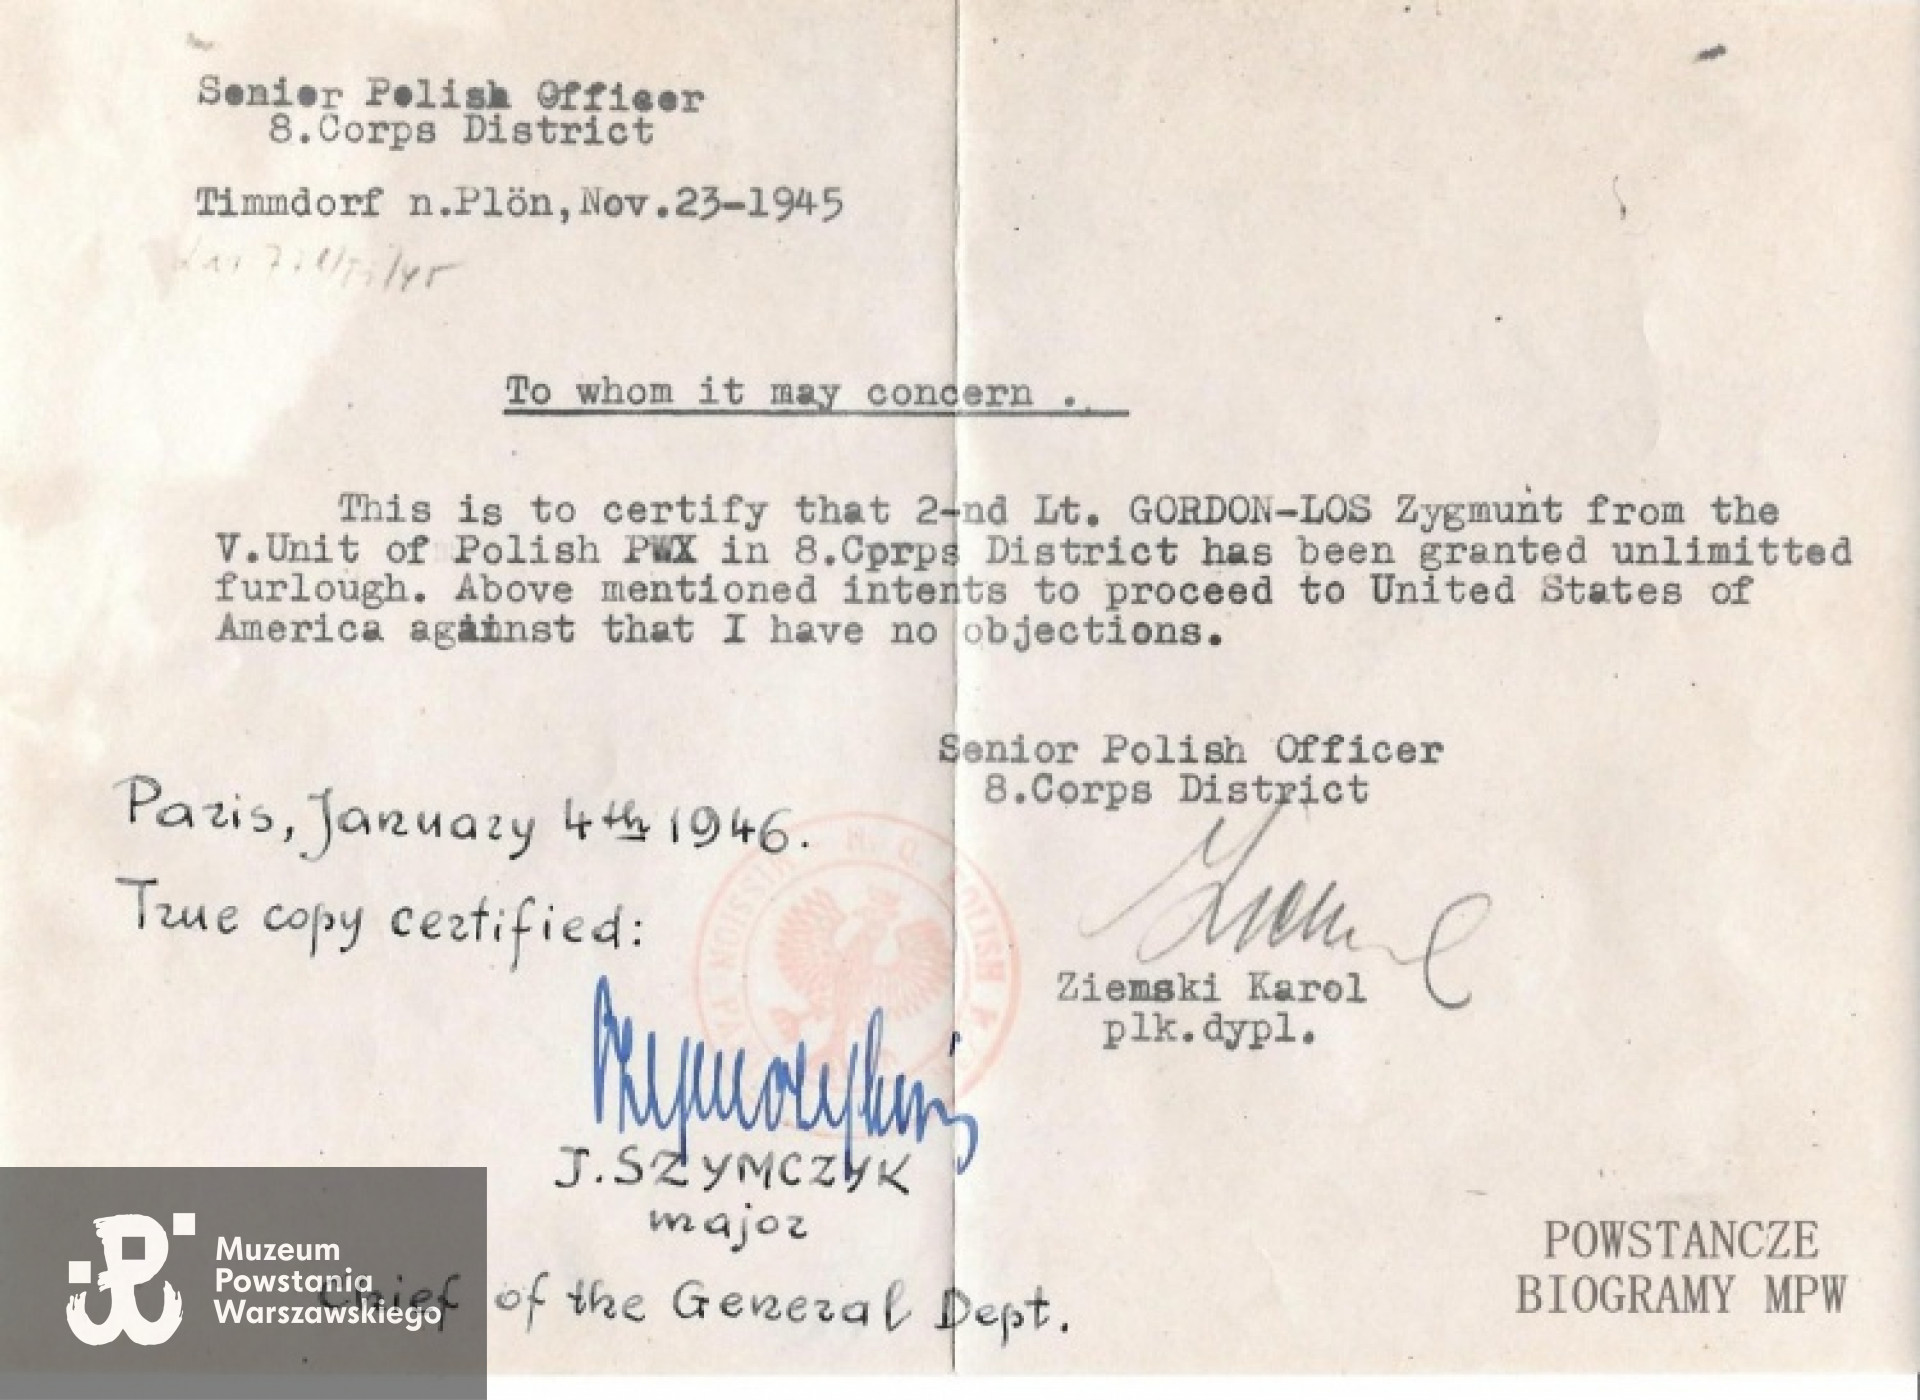 Senior Polish Officer
8.Corps District
Timmdorf n.Plön,Nov.23-1945
To whom it may concern .
This is to certify that 2-nd Lt. GORDON-LOS Zygmunt from the
V.Unit of Polish PWX in 8.Cprps District has been granted unlimitted
furlough. Above mentioned intents to proceed to United States of
America against that I have no objections.
Senior Polish Officer
8.Corps District
Ziemski Karol
plk.dypl.
Paris, January 4th 1946.
True copy certified:
H.Q. POLISH
J. SZYMCZYK
major
Chief of the General Dept.
Muzeum
Powstania
Warszawskiego
POWSTANCZE
BIOGRAMY MPW